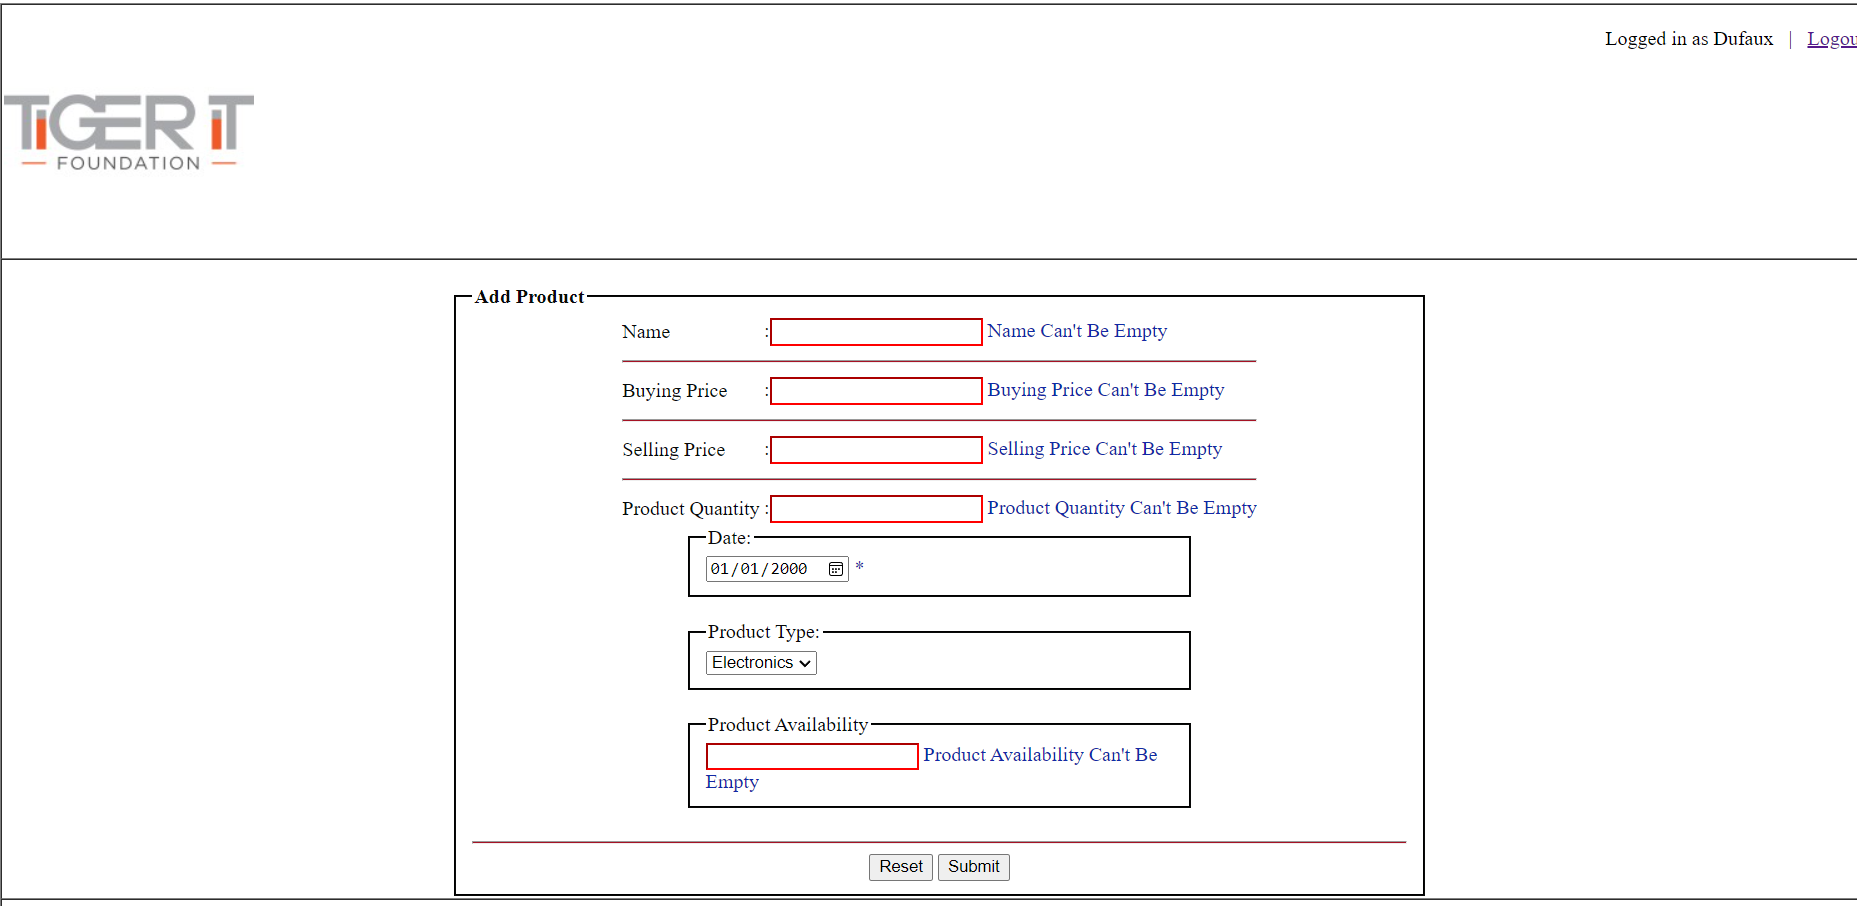 Logged in as Dufaux | Logou
TiGER iT
FOUNDATION
Add Product
Name : Name Can't Be Empty
Buying Price : Buying Price Can't Be Empty
Selling Price : Selling Price Can't Be Empty
Product Quantity : Product Quantity Can't Be Empty
Date:
01/01/2000 *
Product Type:
Electronics
Product Availability
Product Availability Can't Be
Empty
Reset Submit